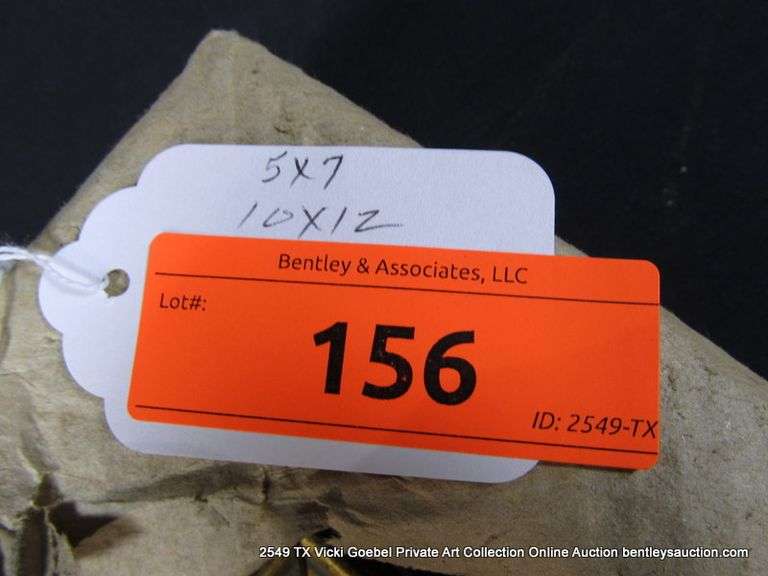 5X7
10X12
Bentley & Associates, LLC
Lot#:
156
ID: 2549-TX
2549 TX Vicki Goebel Private Art Collection Online Auction bentleysauction.com